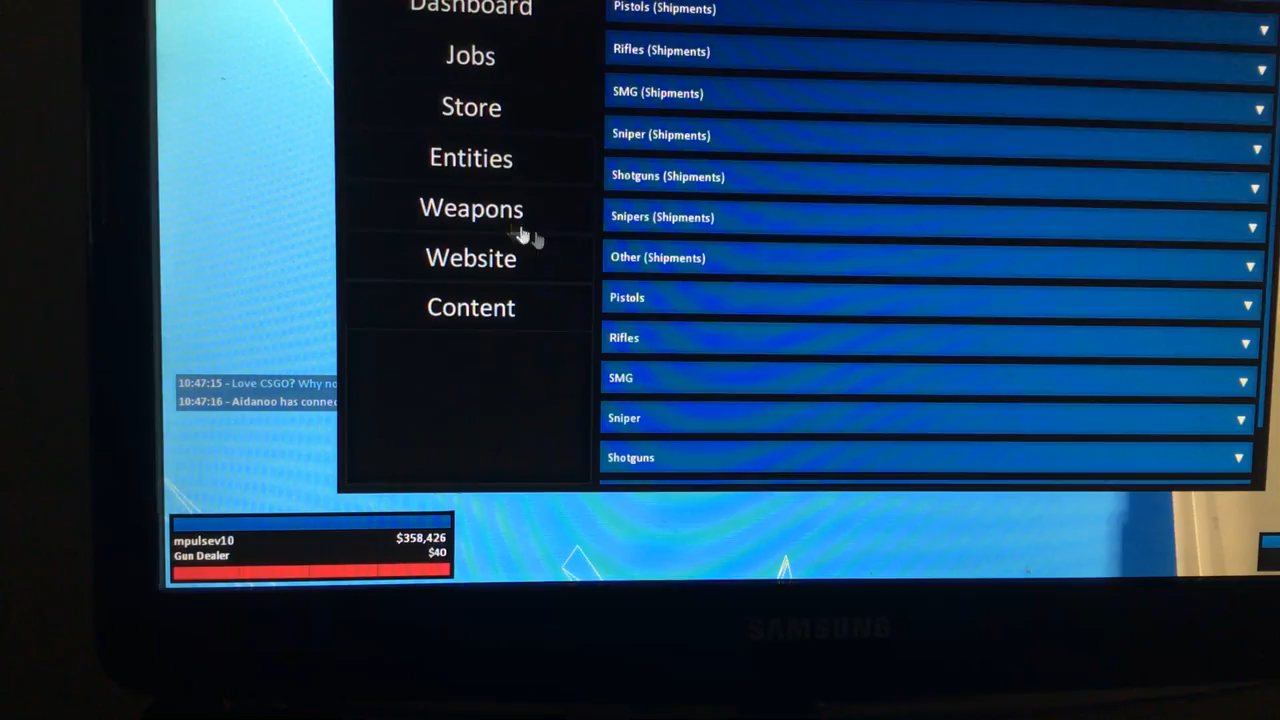 Dashboard
Jobs
Store
Entities
Weapons
Website
Content
Pistols (Shipments)
Rifles (Shipments)
SMG (Shipments)
Sniper (Shipments)
Shotguns (Shipments)
Snipers (Shipments)
Other (Shipments)
Pistols
Rifles
SMG
Sniper
Shotguns
10:47:15 - Love CSGO? Why
10:47:16 - Aidanoo has
mpulsev10 $358,426
Gun Dealer $40
SAMSUNG